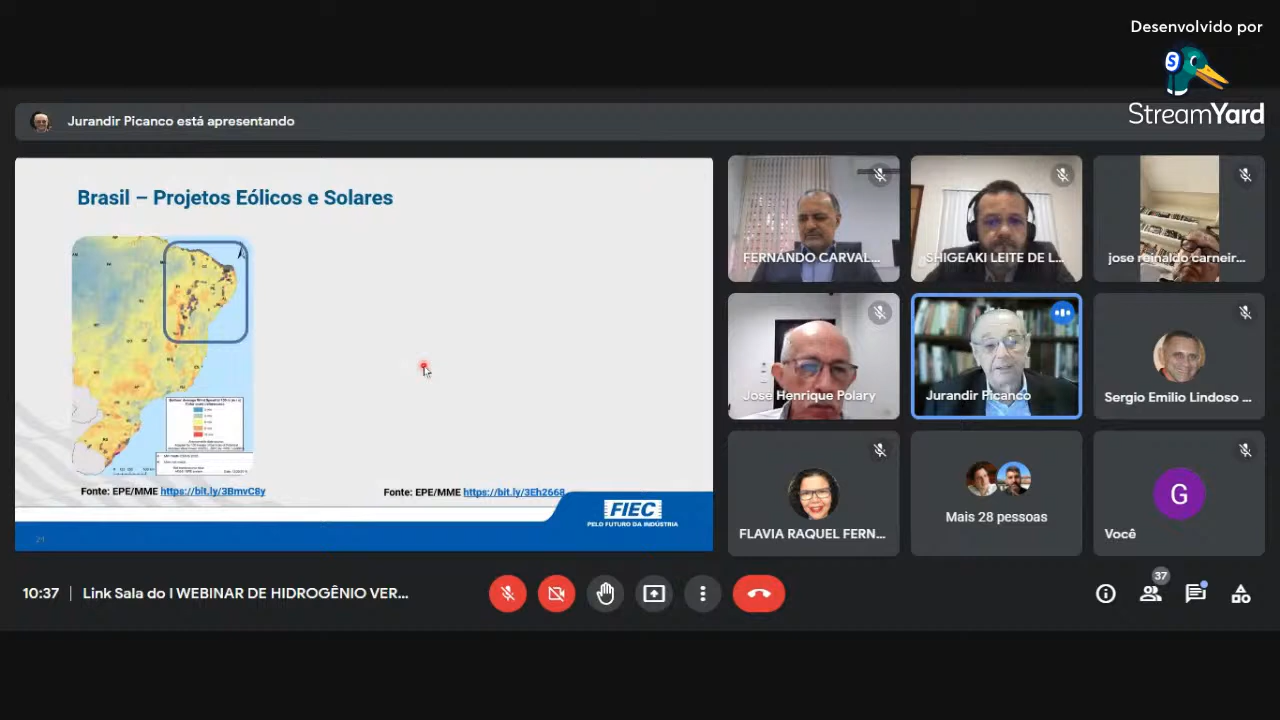 Desenvolvido por
StreamYard
Jurandir Picanco está apresentando
Brasil – Projetos Eólicos e Solares
Fonte: EPE/MME https://bit.ly/3BmvC8y
Fonte: EPE/MME https://bit.ly/3Eh2668
FIEC
PELO FUTURO DA INDÚSTRIA
FERNANDO CARVAL...
SHIGEAKI LEITE DE L...
jose reinaldo carneir...
José Henrique Polary
Jurandir Picanco
Sergio Emilio Lindoso ...
FLAVIA RAQUEL FERN...
Mais 28 pessoas
G
Você
10:37 | Link Sala do I WEBINAR DE HIDROGÊNIO VER...
37